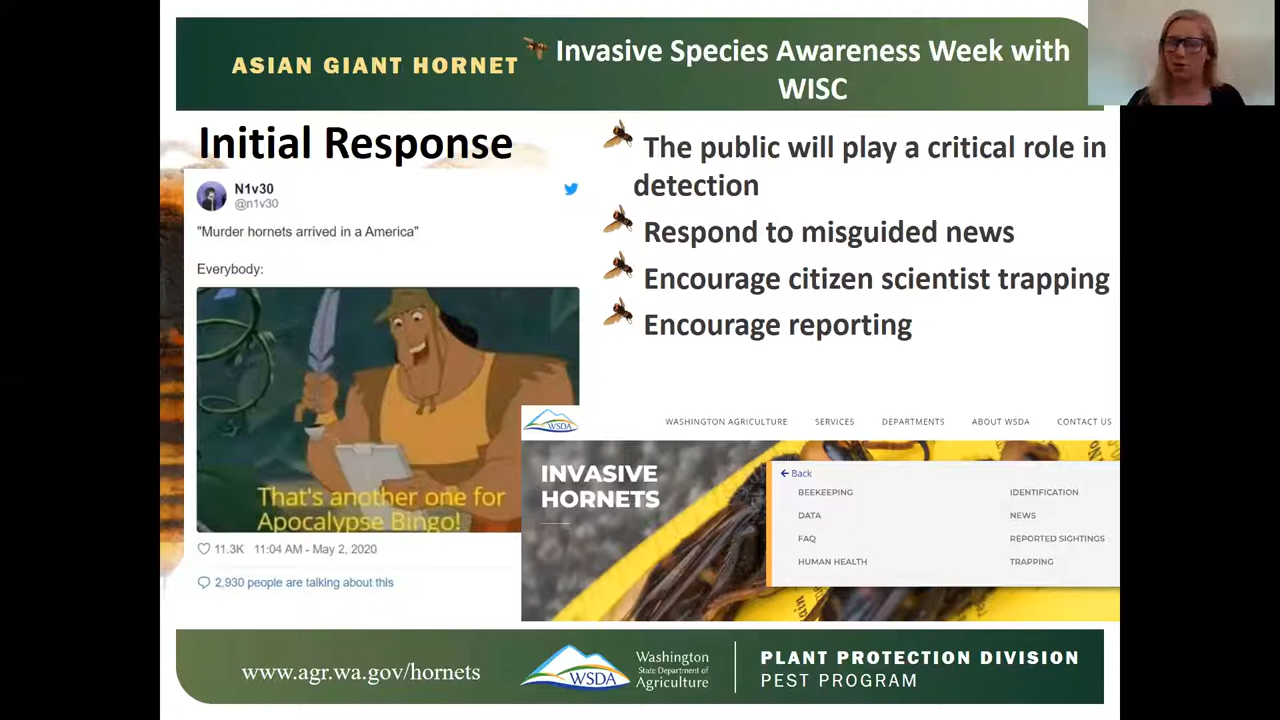 ASIAN GIANT HORNET
Invasive Species Awareness Week with
WISC
Initial Response
N1v30
@n1v30
"Murder hornets arrived in a America"
Everybody:
That's another one for
Apocalypse Bingo!
11.3K 11:04 AM - May 2, 2020
2,930 people are talking about this
The public will play a critical role in
detection
Respond to misguided news
Encourage citizen scientist trapping
Encourage reporting
WSDA
WASHINGTON AGRICULTURE SERVICES DEPARTMENTS ABOUT WSDA CONTACT US
INVASIVE
HORNETS
Back
BEEKEEPING IDENTIFICATION
DATA NEWS
FAQ REPORTED SIGHTINGS
HUMAN HEALTH TRAPPING
www.agr.wa.gov/hornets
WSDA
Washington
State Department of
Agriculture
PLANT PROTECTION DIVISION
PEST PROGRAM